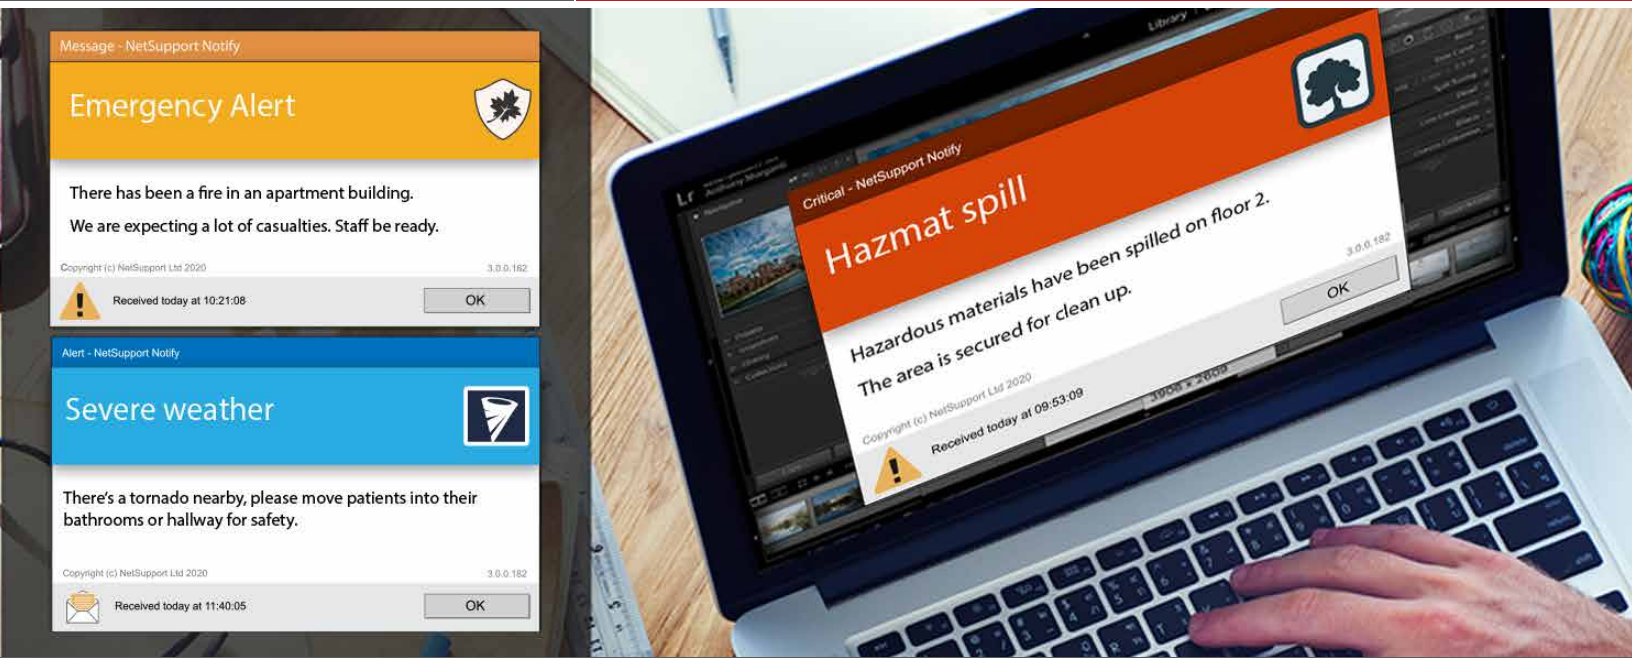 Message - NetSupport Notify
Emergency Alert
There has been a fire in an apartment building.
We are expecting a lot of casualties. Staff be ready.
Copyright (c) NetSupport Ltd 2020
3.0.0.182
Received today at 10:21:08
OK
Alert - NetSupport Notify
Severe weather
There's a tornado nearby, please move patients into their
bathrooms or hallway for safety.
Copyright (c) NetSupport Ltd 2020
3.0.0.182
Received today at 11:40:05
OK
Library
Lr
Critical - NetSupport Notify
Hazmat spill
Hazardous materials have been spilled on floor 2.
The area is secured for clean up.
Copyright (c) NetSupport Ltd 2020
3.0.0.182
Received today at 09:53:09
OK